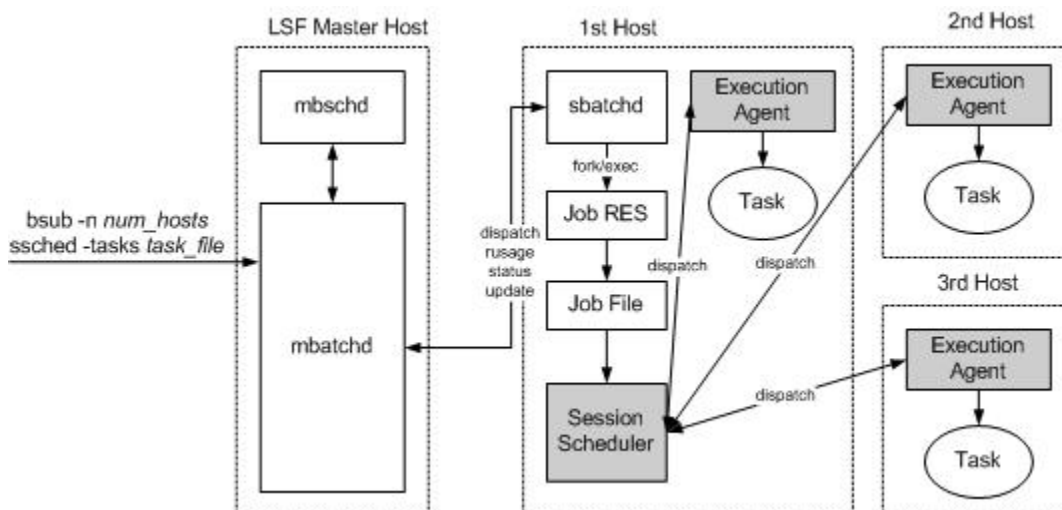 LSF Master Host
1st Host
2nd Host
mbschd
sbatchd
Execution
Agent
Execution
Agent
fork/exec
Task
Task
Job RES
bsub -n num_hosts
ssched -tasks task_file
dispatch
rusage
status
update
dispatch
dispatch
3rd Host
Job File
mbatchd
Execution
Agent
dispatch
Session
Scheduler
Task